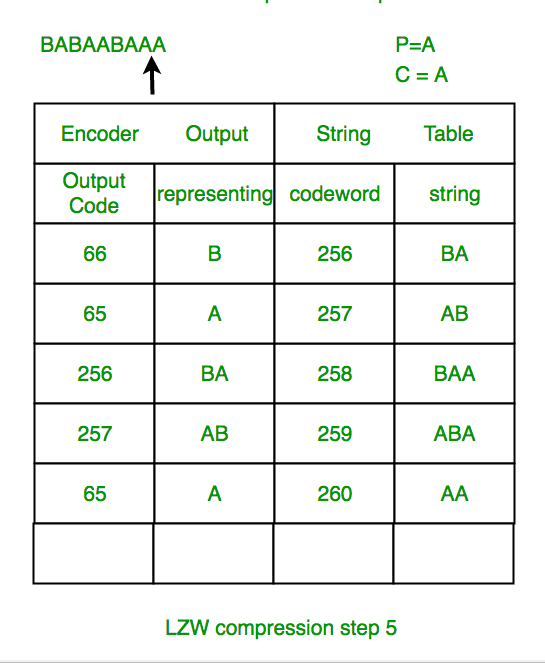 BABAABAAA
P=A
C = A
Encoder Output String Table
Output Code representing codeword string
66 B 256 BA
65 A 257 AB
256 BA 258 BAA
257 AB 259 ABA
65 A 260 AA
LZW compression step 5